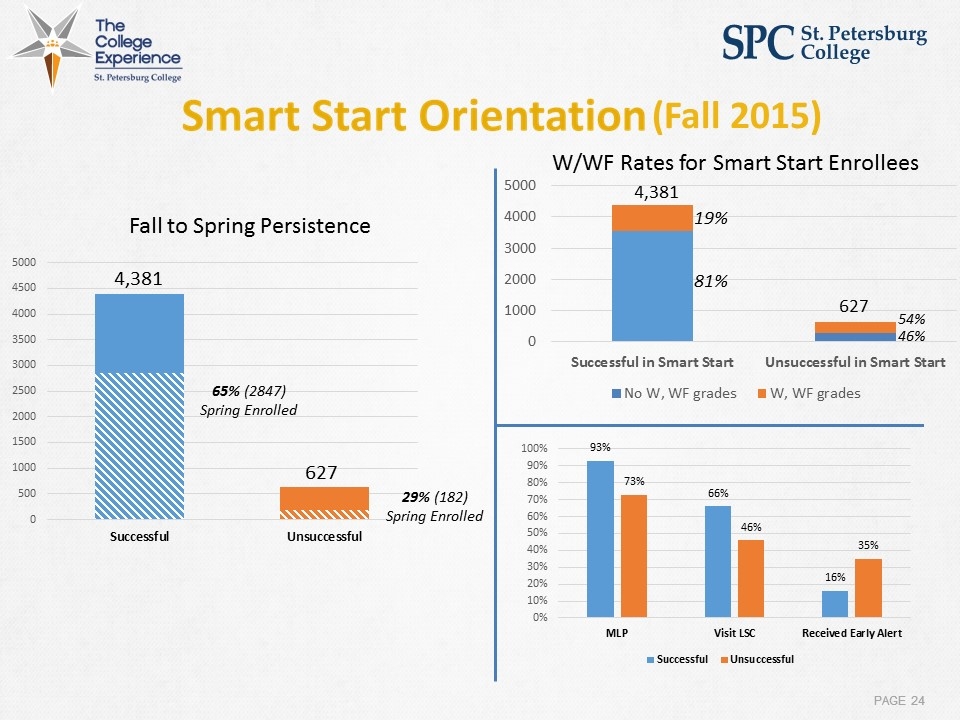 The
College
Experience
St. Petersburg College
SPC St. Petersburg
College
Smart Start Orientation (Fall 2015)
Fall to Spring Persistence
5000
4500
4000
3500
3000
2500
2000
1500
1000
500
0
4,381
65% (2847)
Spring Enrolled
627
29% (182)
Spring Enrolled
Successful
Unsuccessful
W/WF Rates for Smart Start Enrollees
5000
4000
3000
2000
1000
0
4,381
19%
81%
627
54%
46%
Successful in Smart Start
Unsuccessful in Smart Start
No W, WF grades
W, WF grades
100%
90%
80%
70%
60%
50%
40%
30%
20%
10%
0%
93%
73%
66%
46%
16%
35%
MLP
Visit LSC
Received Early Alert
Successful
Unsuccessful
PAGE 24